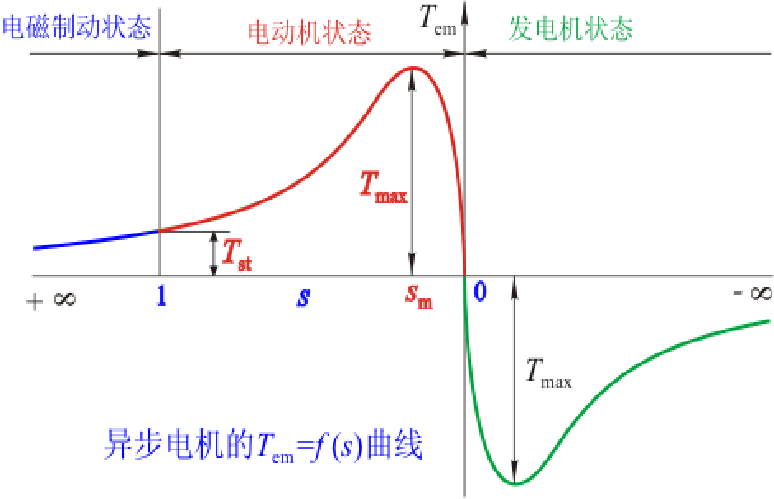 电磁制动状态
电动机状态
Tem
发电机状态
Tmax
Tst
+ ∞
1
s
sm
0
- ∞
Tmax
异步电机的Tem=f(s)曲线